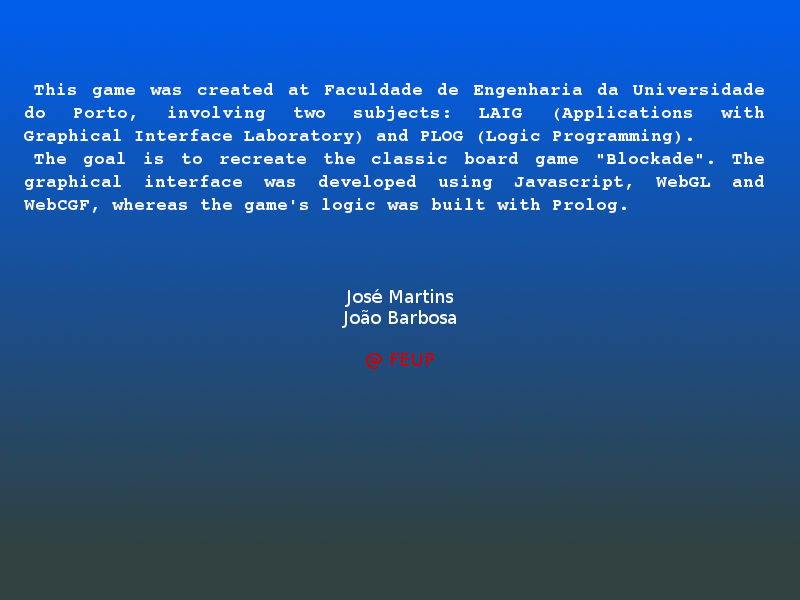 This game was created at Faculdade de Engenharia da Universidade
do Porto, involving two subjects: LAIG (Applications with
Graphical Interface Laboratory) and PLOG (Logic Programming).
The goal is to recreate the classic board game "Blockade". The
graphical interface was developed using Javascript, WebGL and
WebCGF, whereas the game's logic was built with Prolog.
José Martins
João Barbosa
@ FEUP